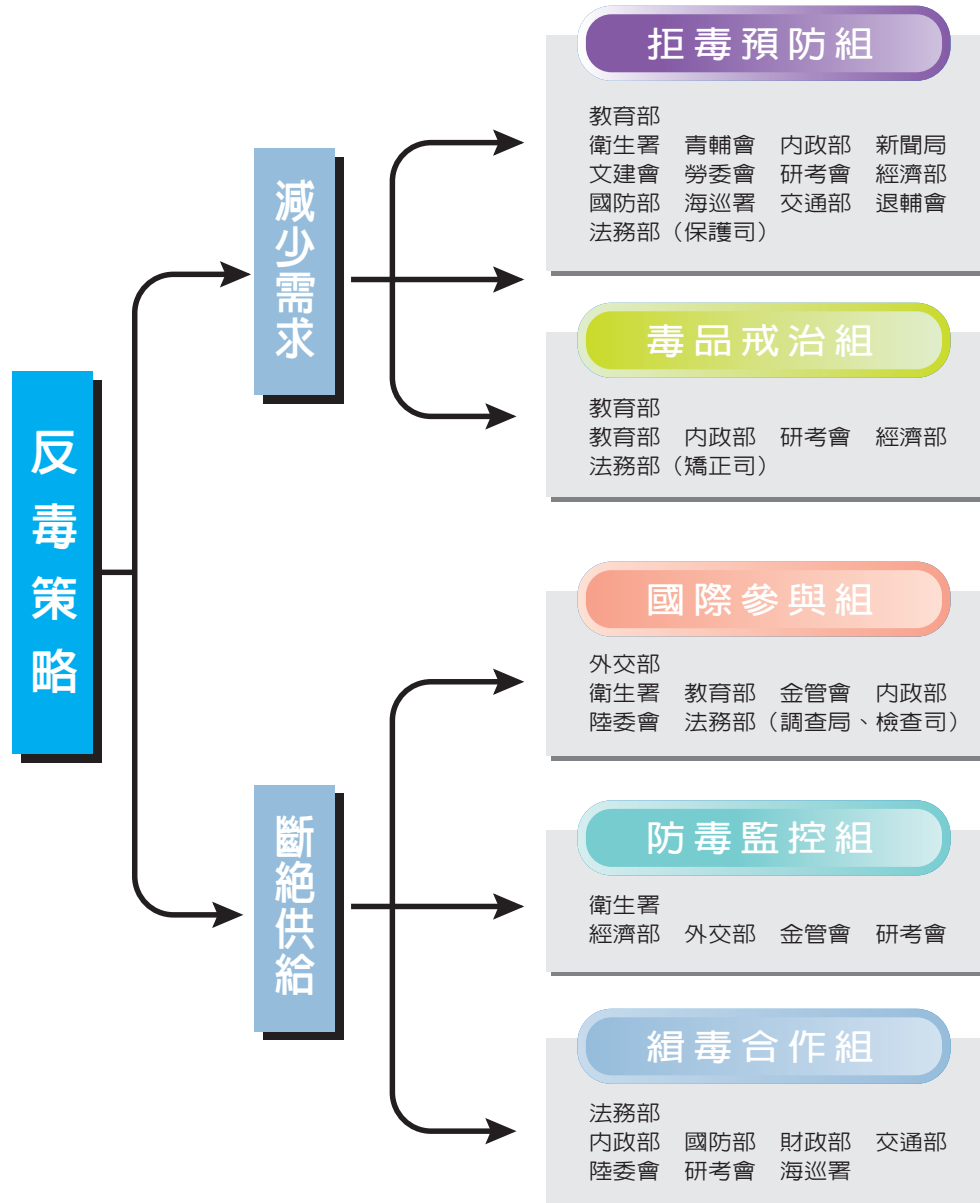 反毒策略
減少需求
拒毒預防組
教育部
衛生署 青輔會 內政部 新聞局
文建會 勞委會 研考會 經濟部
國防部 海巡署 交通部 退輔會
法務部（保護司）
毒品戒治組
教育部
教育部 內政部 研考會 經濟部
法務部（矯正司）
斷絕供給
國際參與組
外交部
衛生署 教育部 金管會 內政部
陸委會 法務部（調查局、檢查司）
防毒監控組
衛生署
經濟部 外交部 金管會 研考會
緝毒合作組
法務部
內政部 國防部 財政部 交通部
陸委會 研考會 海巡署